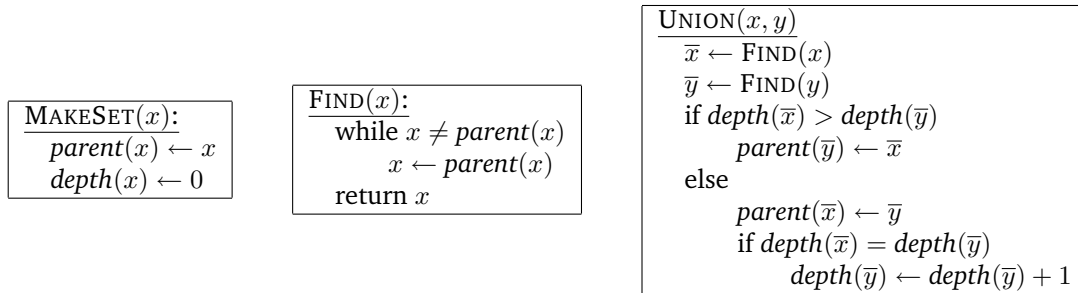 MAKESET(x):
parent(x) ← x
depth(x) ← 0
FIND(x):
while x ≠ parent(x)
x ← parent(x)
return x
UNION(x, y)
x̅ ← FIND(x)
y̅ ← FIND(y)
if depth(x̅) > depth(y̅)
parent(y̅) ← x̅
else
parent(x̅) ← y̅
if depth(x̅) = depth(y̅)
depth(y̅) ← depth(y̅) + 1